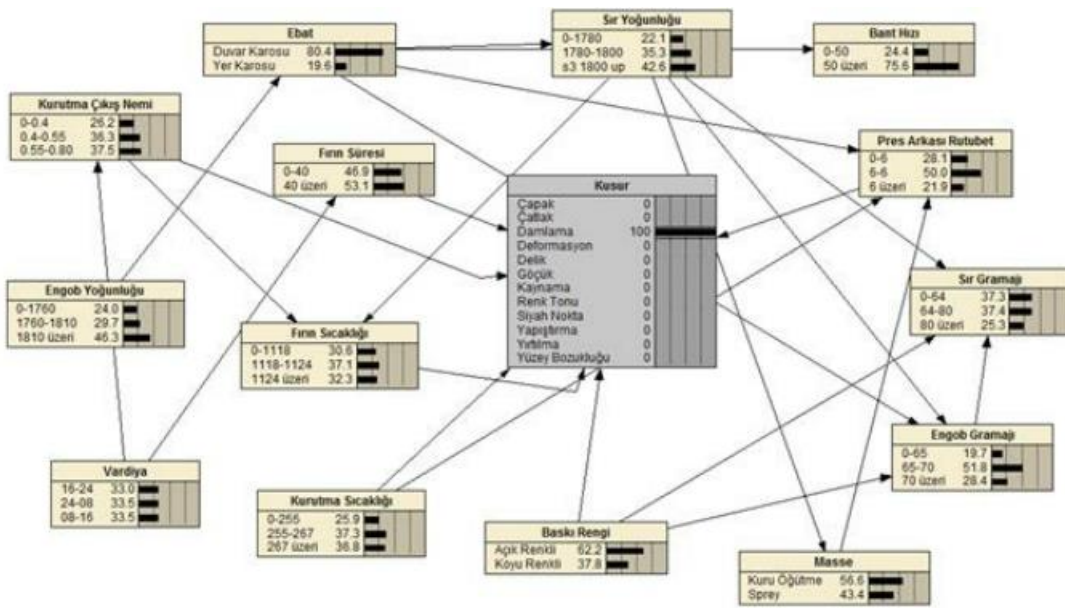 Ebat
Duvar Karosu 80.4
Yer Karosu 19.6
Sır Yoğunluğu
0-1780 22.1
1780-1800 35.3
s3 1800 up 42.6
Bant Hızı
0-50 24.4
50 üzeri 75.6
Kurutma Çıkış Nemi
0-0.4 26.2
0.4-0.55 36.3
0.55-0.80 37.5
Fırın Süresi
0-40 46.9
40 üzeri 53.1
Pres Arkası Rutubet
0-6 28.1
6-6 50.0
6 üzeri 21.9
Kusur
Çapak 0
Çatlak 0
Damlama 100
Deformasyon 0
Delik 0
Göçük 0
Kaynama 0
Renk Tonu 0
Siyah Nokta 0
Yapıştırma 0
Yırtılma 0
Yüzey Bozukluğu 0
Engob Yoğunluğu
0-1760 24.0
1760-1810 29.7
1810 üzeri 46.3
Sır Gramajı
0-64 37.3
64-80 37.4
80 üzeri 25.3
Fırın Sıcaklığı
0-1118 30.6
1118-1124 37.1
1124 üzeri 32.3
Engob Gramajı
0-65 19.7
65-70 51.8
70 üzeri 28.4
Vardiya
16-24 33.0
24-08 33.5
08-16 33.5
Kurutma Sıcaklığı
0-255 25.9
255-267 37.3
267 üzeri 36.8
Baskı Rengi
Açık Renkli 62.2
Koyu Renkli 37.8
Masse
Kuru Öğütme 56.6
Sprey 43.4